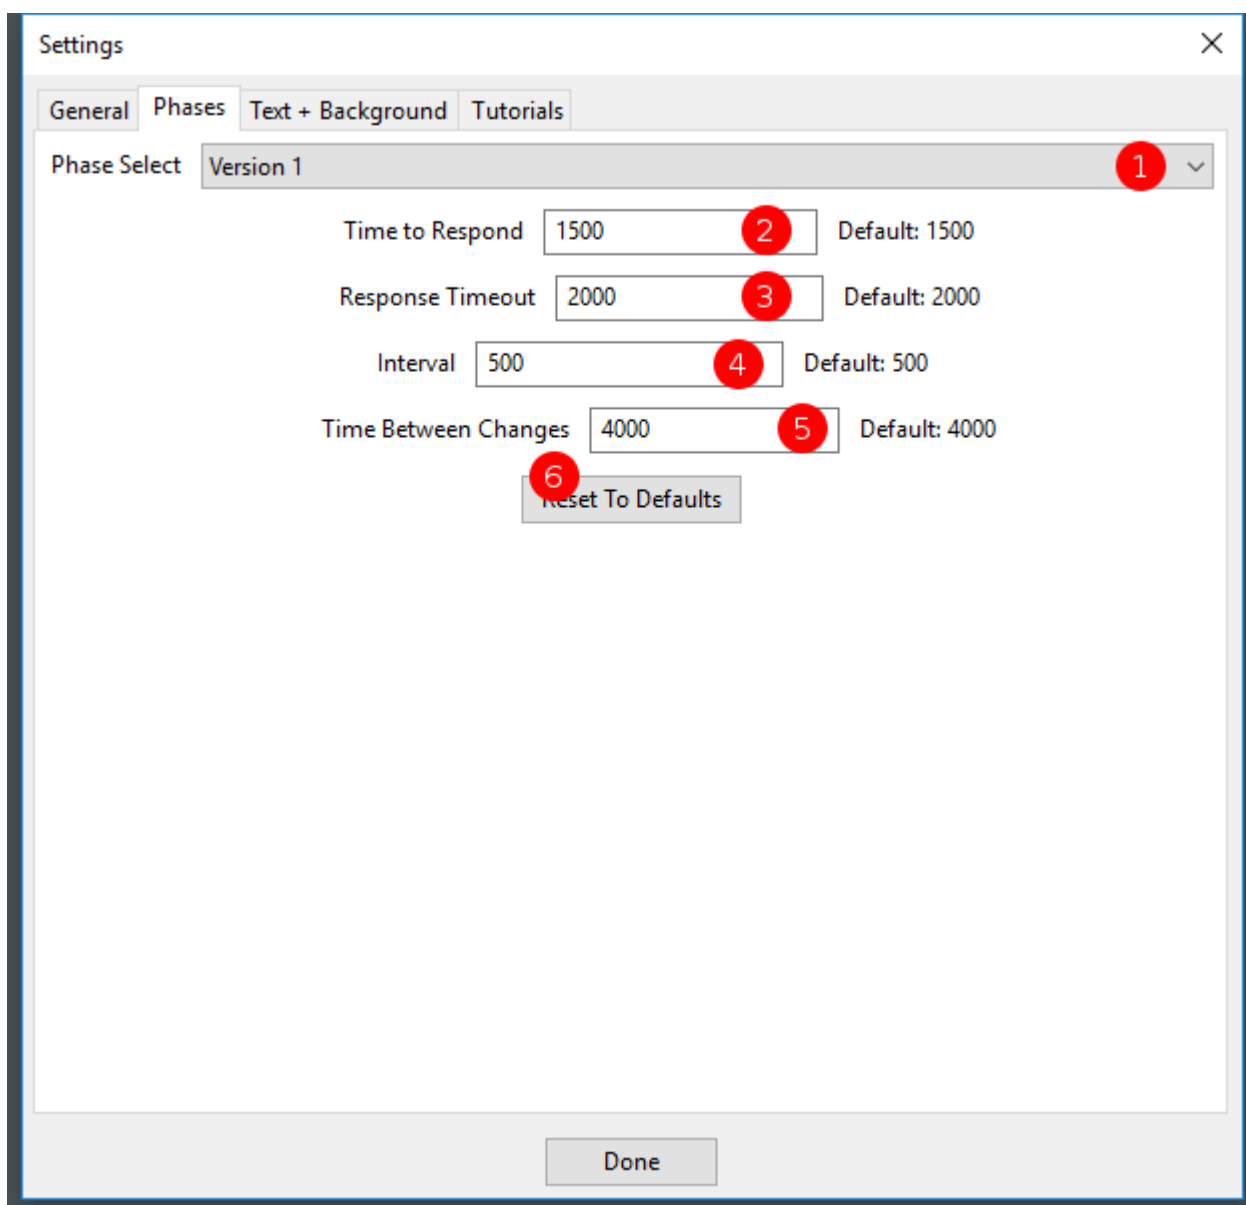 Settings
General Phases Text + Background Tutorials
Phase Select Version 1 1
Time to Respond 1500 2 Default: 1500
Response Timeout 2000 3 Default: 2000
Interval 500 4 Default: 500
Time Between Changes 4000 5 Default: 4000
6
Reset To Defaults
Done